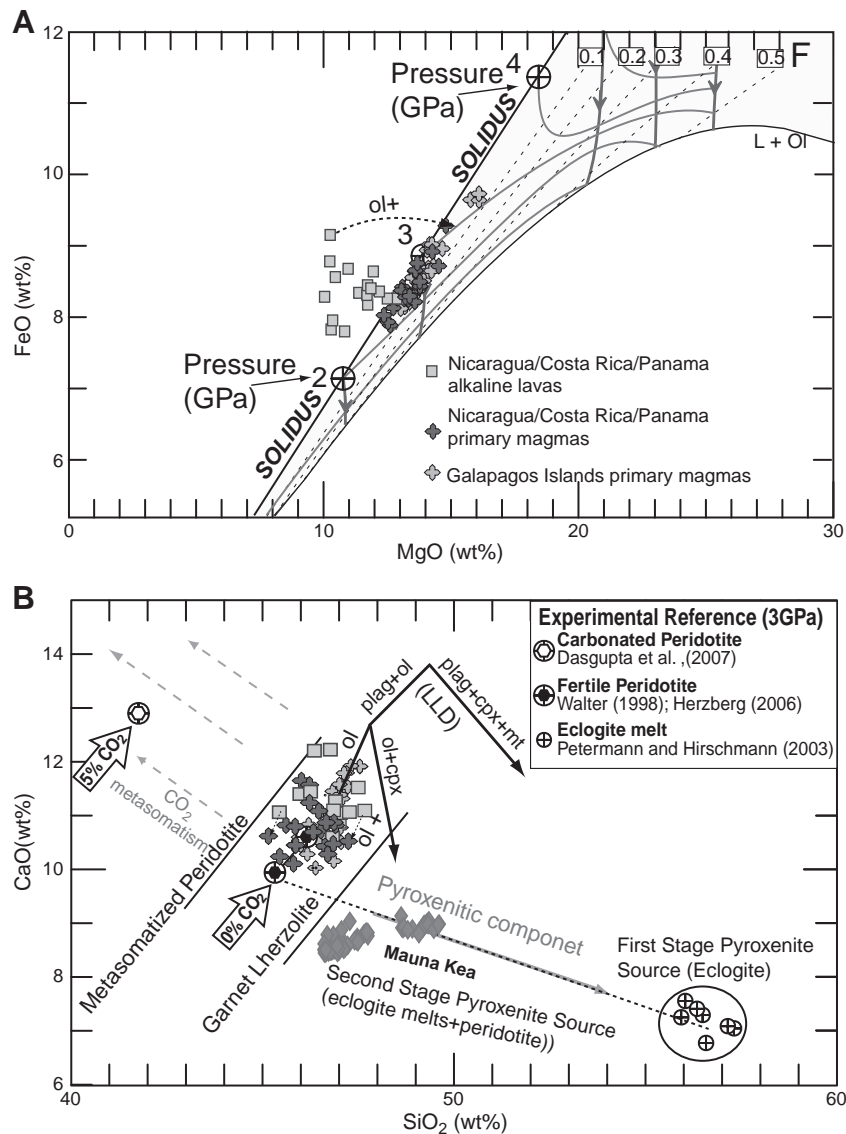 A
12
10
8
6
FeO (wt%)
0
10
20
30
MgO (wt%)
Pressure 4
(GPa)
SOLIDUS
0.1
0.2
0.3
0.4
0.5
F
L + Ol
ol+
3
Pressure
(GPa)
2
SOLIDUS
Nicaragua/Costa Rica/Panama
alkaline lavas
Nicaragua/Costa Rica/Panama
primary magmas
Galapagos Islands primary magmas
B
14
12
10
8
6
CaO(wt%)
40
50
60
SiO2 (wt%)
Experimental Reference (3GPa)
Carbonated Peridotite
Dasgupta et al. ,(2007)
Fertile Peridotite
Walter (1998); Herzberg (2006)
Eclogite melt
Petermann and Hirschmann (2003)
5% CO2
CO2
metasomatism
Metasomatized Peridotite
0% CO2
Garnet Lherzolite
ol
plag+ol
(LLD)
plag+cpx+mt
ol+cpx
ol +
Pyroxenitic componet
Mauna Kea
Second Stage Pyroxenite Source
(eclogite melts+peridotite))
First Stage Pyroxenite
Source (Eclogite)